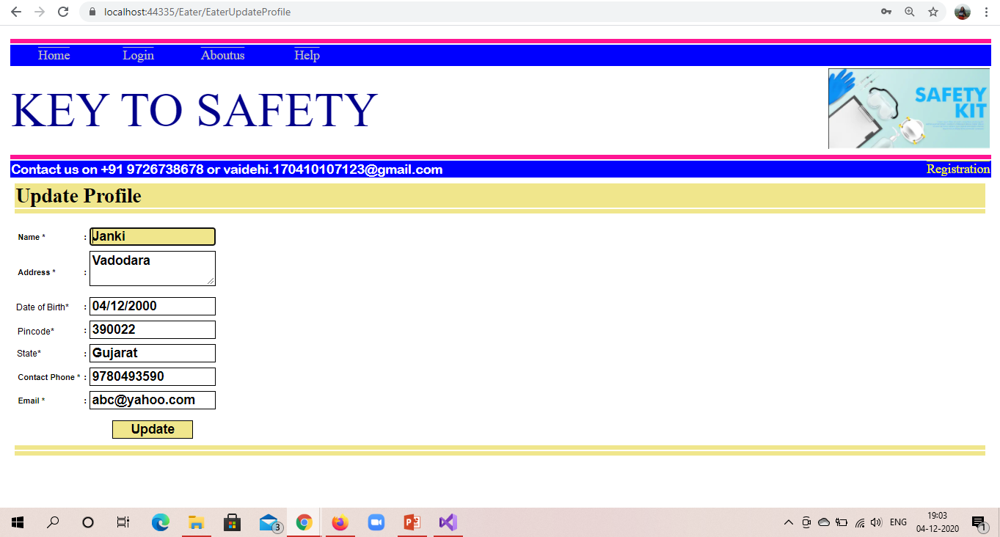 localhost:44335/Eater/EaterUpdateProfile
Home Login Aboutus Help
KEY TO SAFETY
SAFETY
KIT
Contact us on +91 9726738678 or vaidehi.170410107123@gmail.com
Registration
Update Profile
Name * : Janki
Address * : Vadodara
Date of Birth* : 04/12/2000
Pincode* : 390022
State* : Gujarat
Contact Phone * : 9780493590
Email * : abc@yahoo.com
Update
3
ENG
19:03
04-12-2020
1